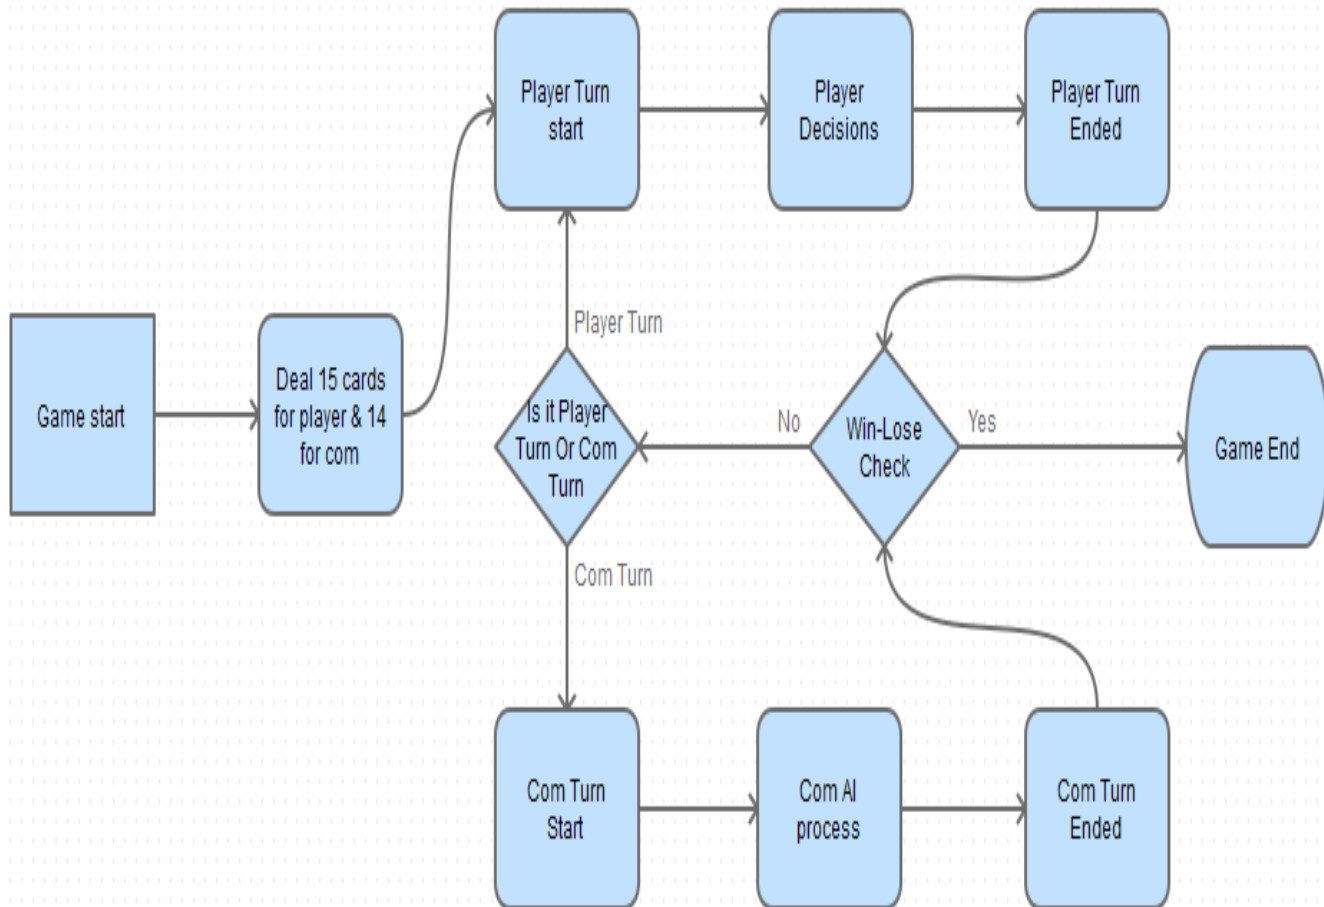 Player Turn
start
Player
Decisions
Player Turn
Ended
Player Turn
Game start
Deal 15 cards
for player & 14
for com
Is it Player
Turn Or Com
Turn
No
Win-Lose
Check
Yes
Game End
Com Turn
Com Turn
Start
Com AI
process
Com Turn
Ended